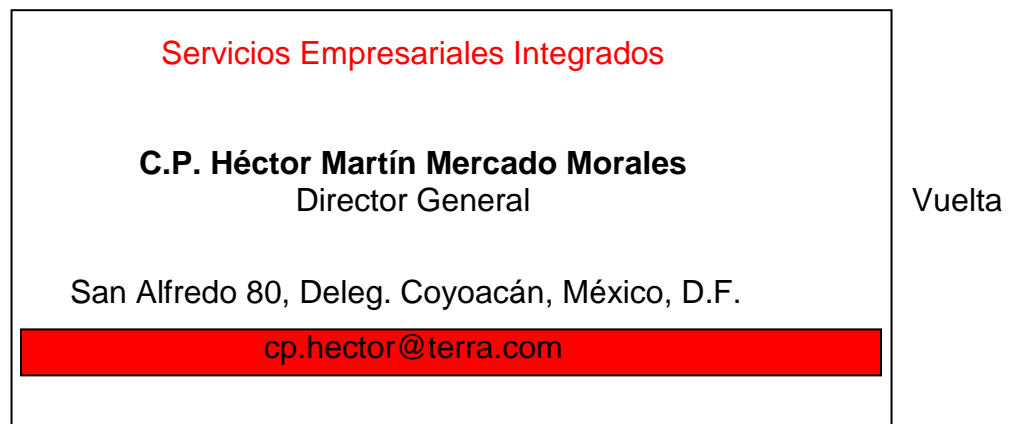 Servicios Empresariales Integrados
C.P. Héctor Martín Mercado Morales
Director General
Vuelta
San Alfredo 80, Deleg. Coyoacán, México, D.F.
cp.hector@terra.com